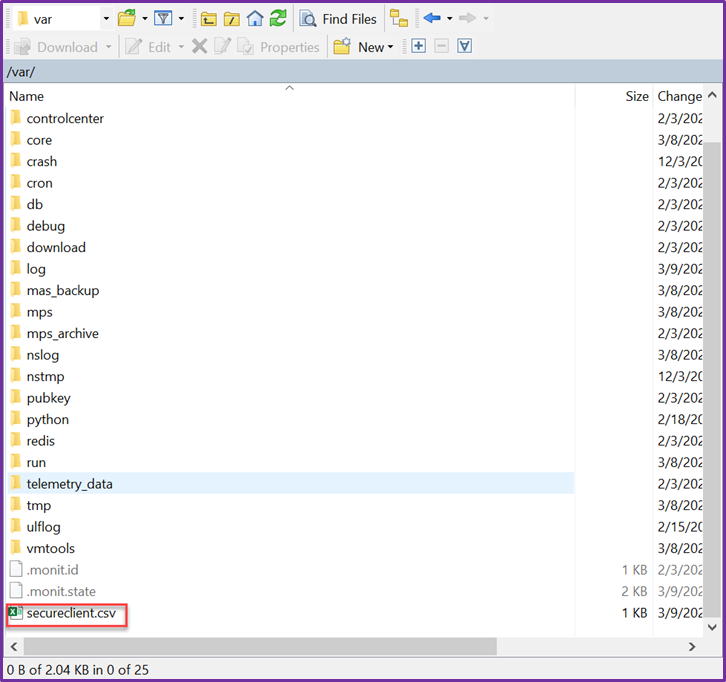 var
Find Files
Download
Edit
Properties
New
/var/
Name Size Change
controlcenter 2/3/202
core 3/8/202
crash 12/3/20
cron 2/3/202
db 2/3/202
debug 2/3/202
download 2/3/202
log 3/9/202
mas_backup 3/8/202
mps 3/8/202
mps_archive 2/3/202
nslog 3/8/202
nstmp 12/3/20
pubkey 2/3/202
python 2/18/20
redis 2/3/202
run 3/8/202
telemetry_data 2/3/202
tmp 3/8/202
ulflog 2/15/20
vmtools 3/8/202
.monit.id 1 KB 2/3/202
.monit.state 2 KB 3/9/202
secureclient.csv 1 KB 3/9/202
0 B of 2.04 KB in 0 of 25